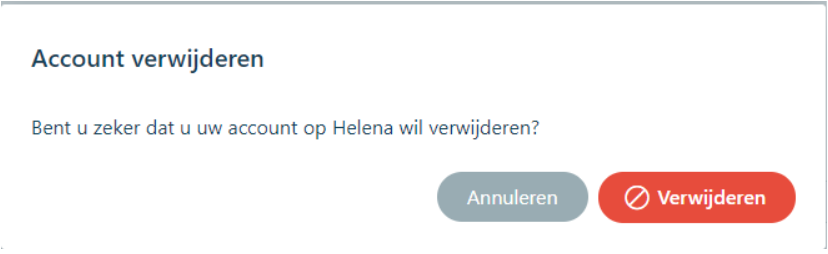 Account verwijderen
Bent u zeker dat u uw account op Helena wil verwijderen?
Annuleren Verwijderen